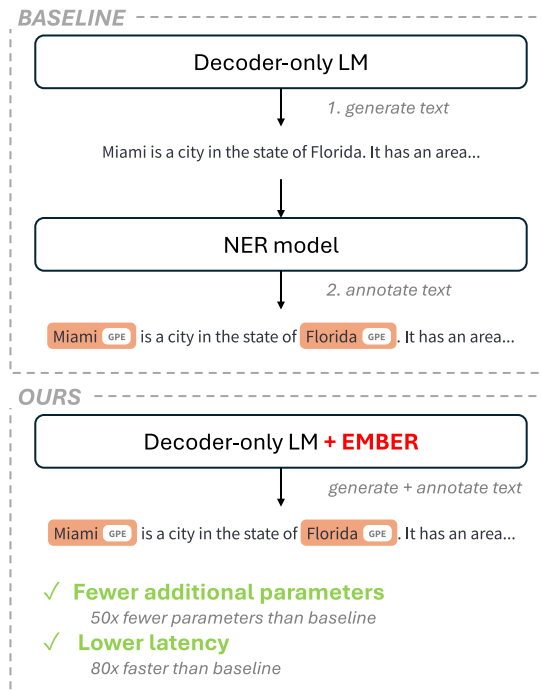 BASELINE
Decoder-only LM
1. generate text
Miami is a city in the state of Florida. It has an area...
NER model
2. annotate text
Miami GPE is a city in the state of Florida GPE . It has an area...
OURS
Decoder-only LM + EMBER
generate + annotate text
Miami GPE is a city in the state of Florida GPE . It has an area...
✓ Fewer additional parameters
50x fewer parameters than baseline
✓ Lower latency
80x faster than baseline